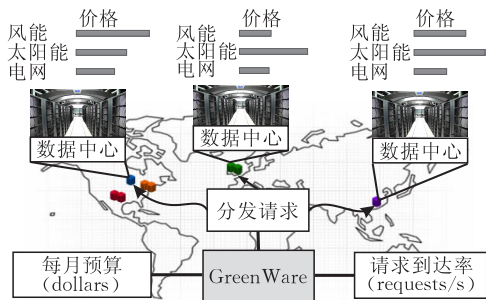 价格
风能
太阳能
电网
价格
风能
太阳能
电网
价格
风能
太阳能
电网
数据中心
数据中心
数据中心
分发请求
每月预算
(dollars)
GreenWare
请求到达率
(requests/s)